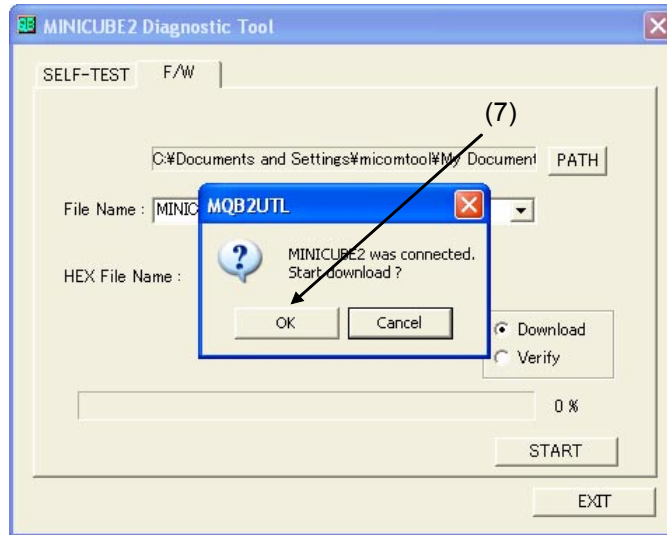 MINICUBE2 Diagnostic Tool
SELF-TEST F/W
(7)
C:¥Documents and Settings¥micomtool¥My Document PATH
File Name : MINIC
MQB2UTL
?
MINICUBE2 was connected.
Start download ?
HEX File Name :
OK Cancel
Download
Verify
0 %
START
EXIT